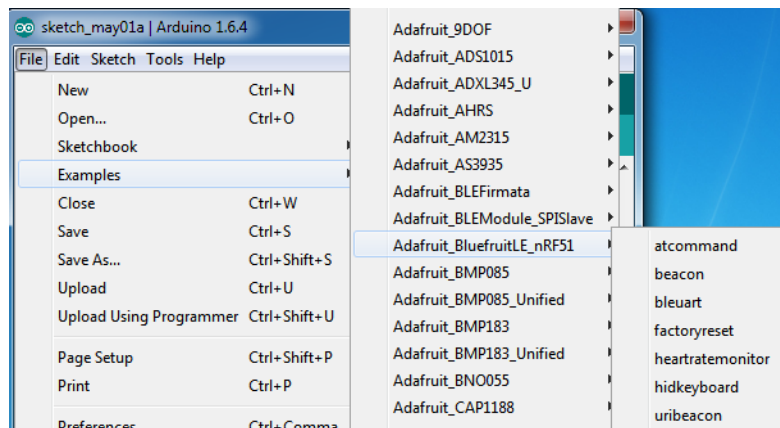 sketch_may01a | Arduino 1.6.4
File Edit Sketch Tools Help
New Ctrl+N
Open... Ctrl+O
Sketchbook
Examples
Close Ctrl+W
Save Ctrl+S
Save As... Ctrl+Shift+S
Upload Ctrl+U
Upload Using Programmer Ctrl+Shift+U
Page Setup Ctrl+Shift+P
Print Ctrl+P
Preferences Ctrl+Comma
Adafruit_9DOF
Adafruit_ADS1015
Adafruit_ADXL345_U
Adafruit_AHRS
Adafruit_AM2315
Adafruit_AS3935
Adafruit_BLEFirmata
Adafruit_BLEModule_SPISlave
Adafruit_BluefruitLE_nRF51
Adafruit_BMP085
Adafruit_BMP085_Unified
Adafruit_BMP183
Adafruit_BMP183_Unified
Adafruit_BNO055
Adafruit_CAP1188
atcommand
beacon
bleuart
factoryreset
heartratemonitor
hidkeyboard
uribeacon